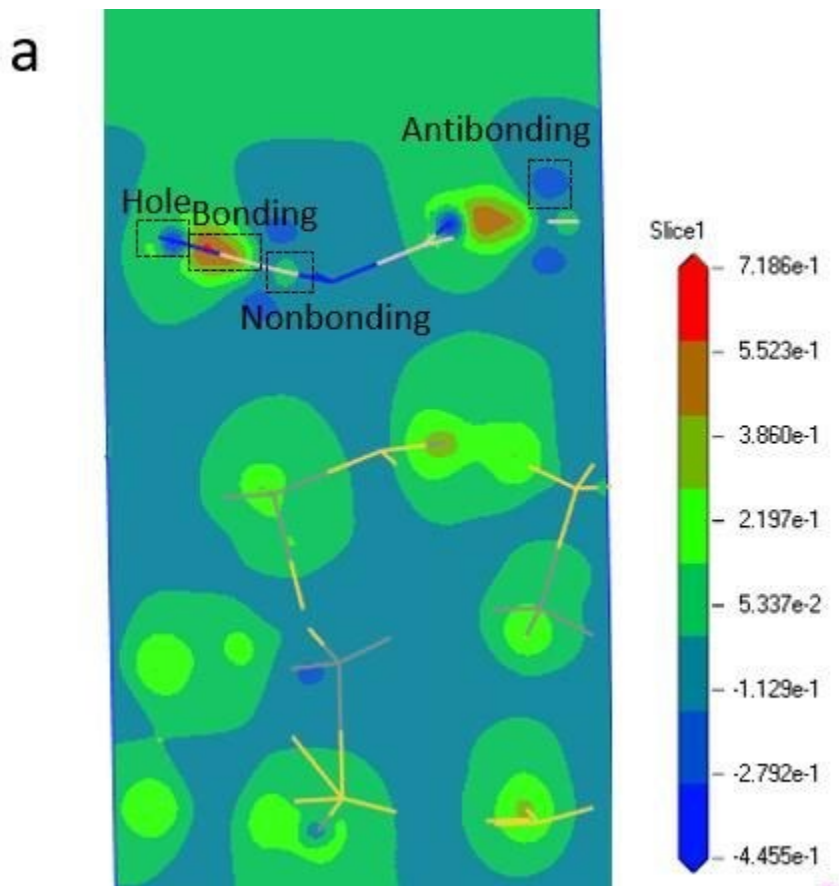 a
Antibonding
Hole
Bonding
Nonbonding
Slice1
7.186e-1
5.523e-1
3.860e-1
2.197e-1
5.337e-2
-1.129e-1
-2.792e-1
-4.455e-1